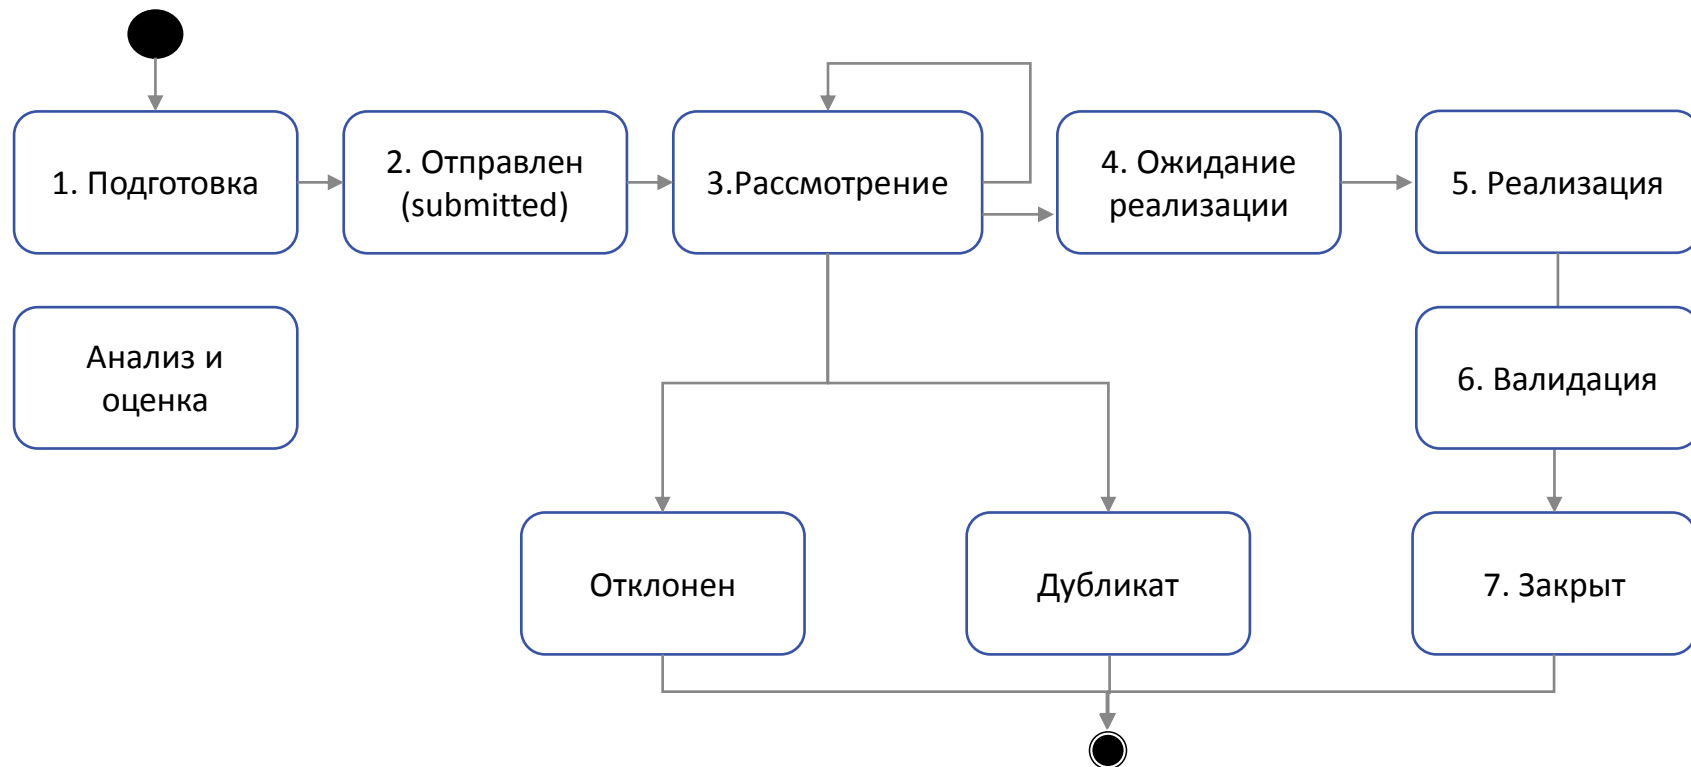 1. Подготовка
2. Отправлен
(submitted)
3.Рассмотрение
4. Ожидание
реализации
5. Реализация
Анализ и
оценка
6. Валидация
Отклонен
Дубликат
7. Закрыт